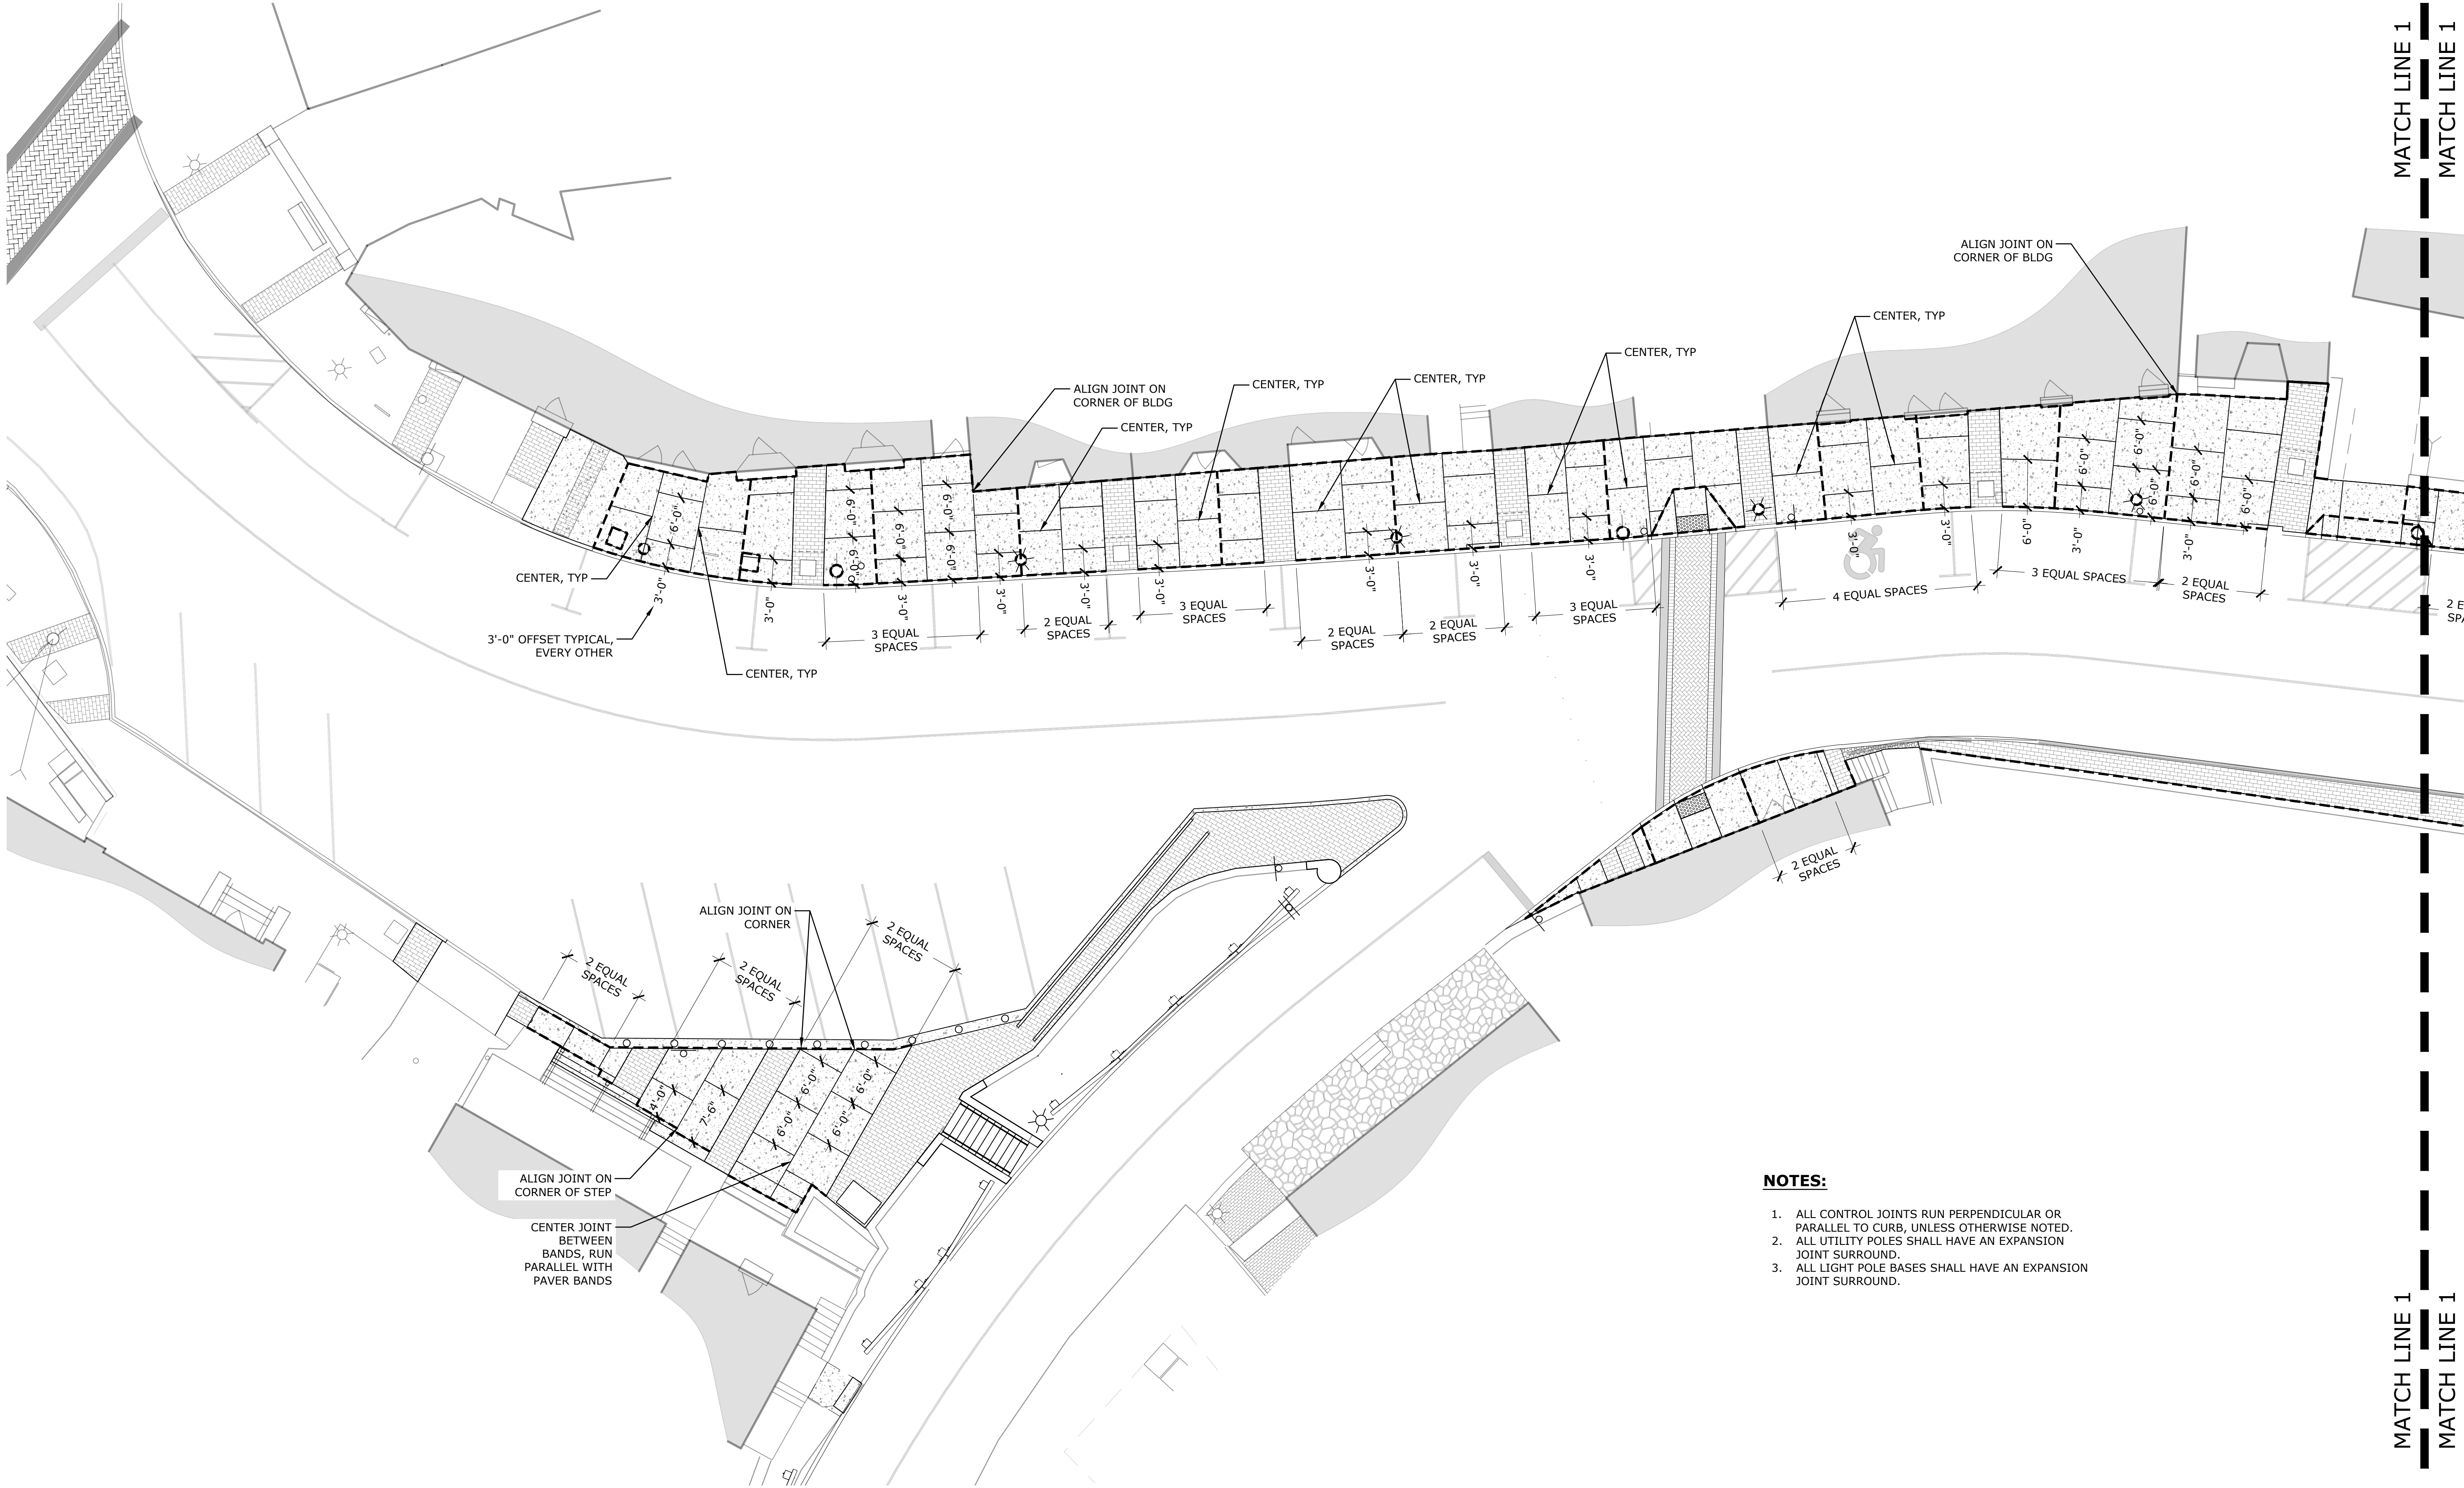 MATCH LINE 1
MATCH LINE 1
ALIGN JOINT ON
CORNER OF BLDG
CENTER, TYP
CENTER, TYP
CENTER, TYP
CENTER, TYP
ALIGN JOINT ON
CORNER OF BLDG
CENTER, TYP
6'-0"
6'-0"
6'-0"
6'-0"
6'-0"
6'-0"
6'-0"
6'-0"
6'-0"
6'-0"
6'-0"
6'-0"
6'-0"
CENTER, TYP
3'-0"
3'-0"
3'-0"
3'-0"
3'-0"
3'-0"
3'-0"
3'-0"
3'-0"
3'-0"
3'-0"
3'-0"
3'-0"
3'-0" OFFSET TYPICAL,
EVERY OTHER
CENTER, TYP
3 EQUAL
SPACES
2 EQUAL
SPACES
3 EQUAL
SPACES
2 EQUAL
SPACES
2 EQUAL
SPACES
3 EQUAL
SPACES
4 EQUAL SPACES
3 EQUAL SPACES
2 EQUAL
SPACES
2 EQUAL
SPACES
ALIGN JOINT ON
CORNER
2 EQUAL
SPACES
2 EQUAL
SPACES
2 EQUAL
SPACES
4'-0"
7'-6"
6'-0"
6'-0"
6'-0"
6'-0"
ALIGN JOINT ON
CORNER OF STEP
CENTER JOINT
BETWEEN
BANDS, RUN
PARALLEL WITH
PAVER BANDS
NOTES:
1. ALL CONTROL JOINTS RUN PERPENDICULAR OR
PARALLEL TO CURB, UNLESS OTHERWISE NOTED.
2. ALL UTILITY POLES SHALL HAVE AN EXPANSION
JOINT SURROUND.
3. ALL LIGHT POLE BASES SHALL HAVE AN EXPANSION
JOINT SURROUND.
MATCH LINE 1
MATCH LINE 1